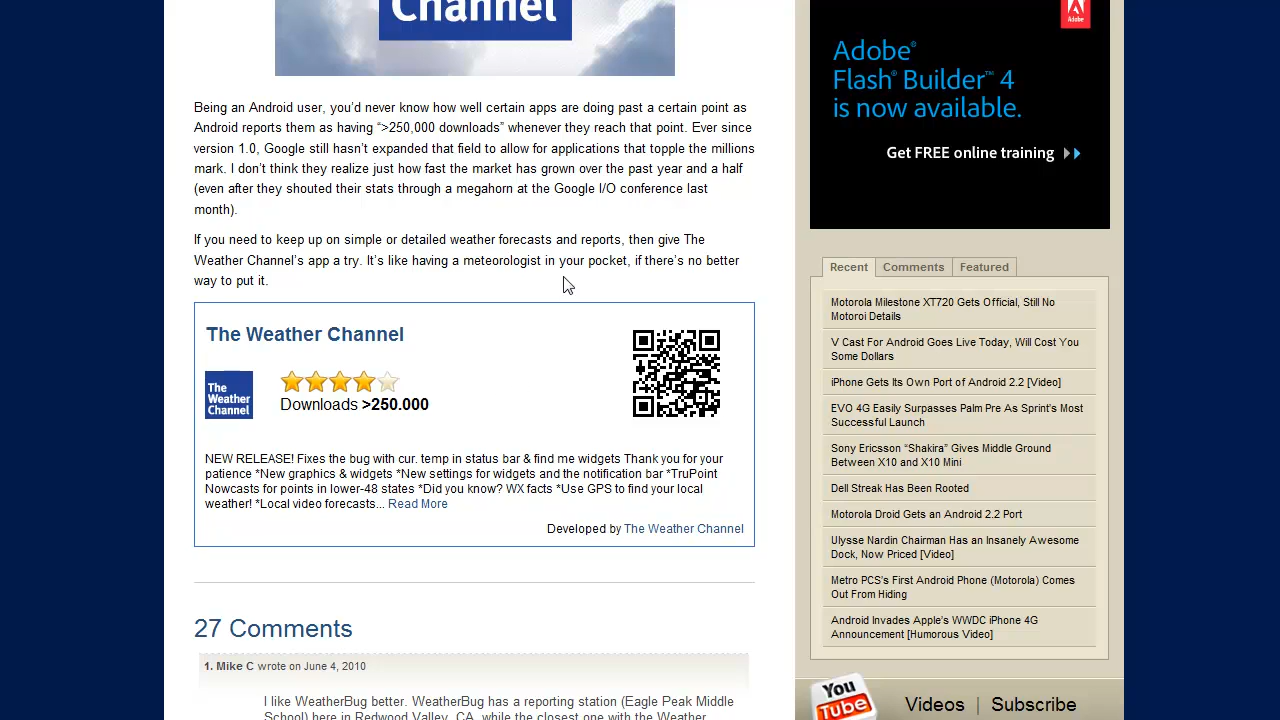 Channel
Being an Android user, you’d never know how well certain apps are doing past a certain point as
Android reports them as having “>250,000 downloads” whenever they reach that point. Ever since
version 1.0, Google still hasn’t expanded that field to allow for applications that topple the millions
mark. I don’t think they realize just how fast the market has grown over the past year and a half
(even after they shouted their stats through a megahorn at the Google I/O conference last
month).
If you need to keep up on simple or detailed weather forecasts and reports, then give The
Weather Channel’s app a try. It’s like having a meteorologist in your pocket, if there’s no better
way to put it.
The Weather Channel
The
Weather
Channel
Downloads >250.000
NEW RELEASE! Fixes the bug with cur. temp in status bar & find me widgets Thank you for your
patience *New graphics & widgets *New settings for widgets and the notification bar *TruPoint
Nowcasts for points in lower-48 states *Did you know? WX facts *Use GPS to find your local
weather! *Local video forecasts... Read More
Developed by The Weather Channel
27 Comments
1. Mike C wrote on June 4, 2010
I like WeatherBug better. WeatherBug has a reporting station (Eagle Peak Middle
School) here in Redwood Valley, CA, while the closest one with the Weather
Adobe
Adobe®
Flash® Builder™ 4
is now available.
Get FREE online training
Recent Comments Featured
Motorola Milestone XT720 Gets Official, Still No
Motoroi Details
V Cast For Android Goes Live Today, Will Cost You
Some Dollars
iPhone Gets Its Own Port of Android 2.2 [Video]
EVO 4G Easily Surpasses Palm Pre As Sprint's Most
Successful Launch
Sony Ericsson “Shakira” Gives Middle Ground
Between X10 and X10 Mini
Dell Streak Has Been Rooted
Motorola Droid Gets an Android 2.2 Port
Ulysse Nardin Chairman Has an Insanely Awesome
Dock, Now Priced [Video]
Metro PCS's First Android Phone (Motorola) Comes
Out From Hiding
Android Invades Apple's WWDC iPhone 4G
Announcement [Humorous Video]
You
Tube
Videos | Subscribe